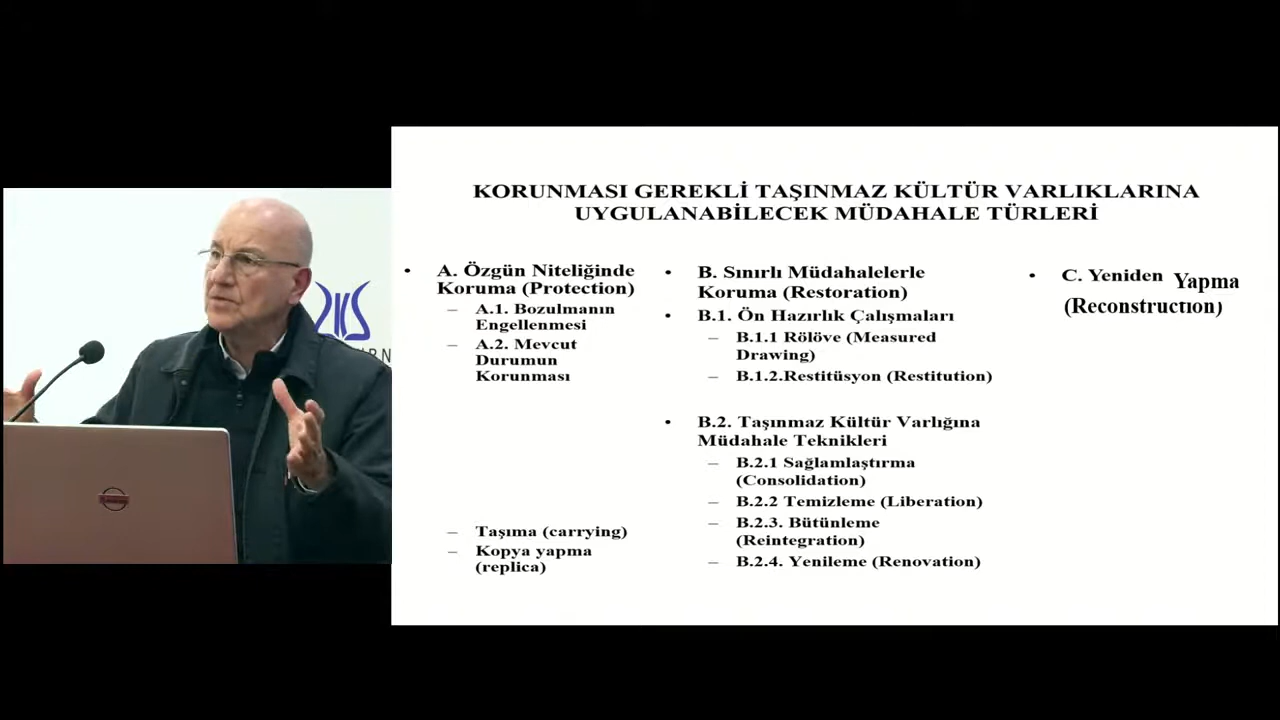 KORUNMASI GEREKLİ TAŞINMAZ KÜLTÜR VARLIKLARINA
UYGULANABİLECEK MÜDAHALE TÜRLERİ
• A. Özgün Niteliğinde
Koruma (Protection)
– A.1. Bozulmanın
Engellenmesi
– A.2. Mevcut
Durumun
Korunması
– Taşıma (carrying)
– Kopya yapma
(replica)
• B. Sınırlı Müdahalelerle
Koruma (Restoration)
• B.1. Ön Hazırlık Çalışmaları
– B.1.1 Rölöve (Measured
Drawing)
– B.1.2.Restitüsyon (Restitution)
• B.2. Taşınmaz Kültür Varlığına
Müdahale Teknikleri
– B.2.1 Sağlamlaştırma
(Consolidation)
– B.2.2 Temizleme (Liberation)
– B.2.3. Bütünleme
(Reintegration)
– B.2.4. Yenileme (Renovation)
• C. Yeniden Yapma
(Reconstruction)